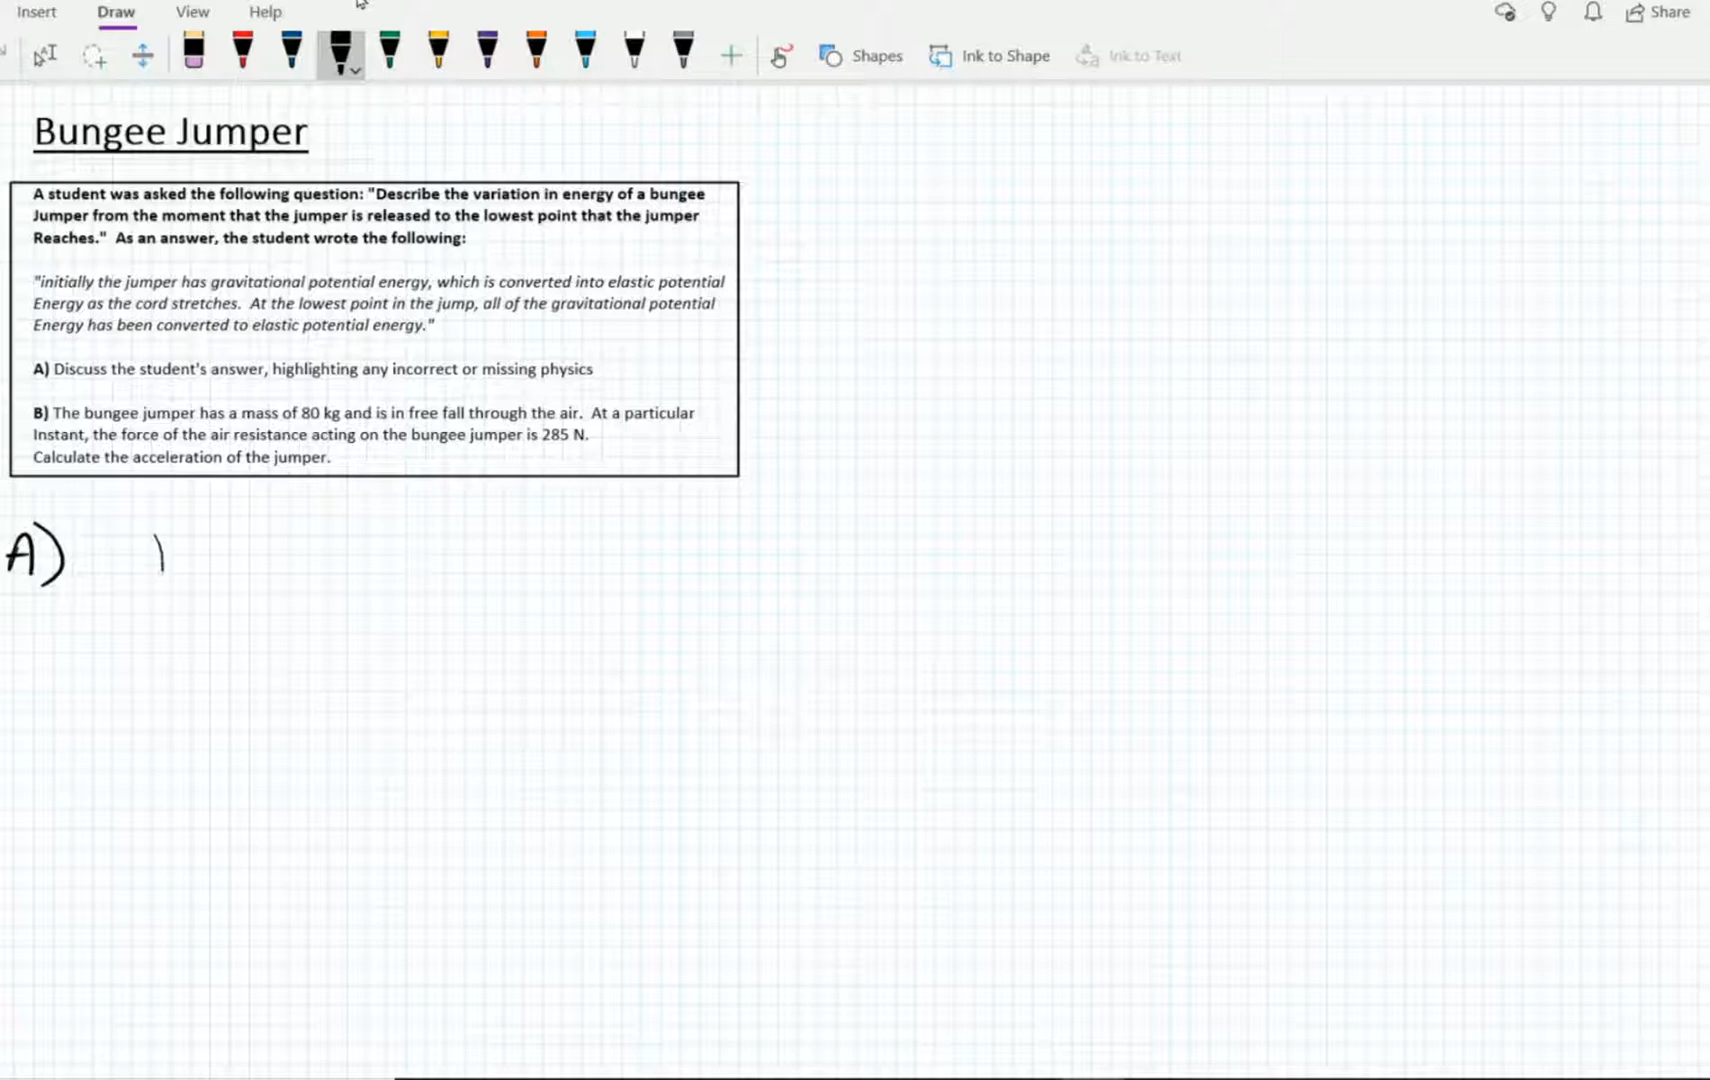 Insert Draw View Help Share
Shapes Ink to Shape Ink to Text
Bungee Jumper
A student was asked the following question: "Describe the variation in energy of a bungee
Jumper from the moment that the jumper is released to the lowest point that the jumper
Reaches." As an answer, the student wrote the following:
"initially the jumper has gravitational potential energy, which is converted into elastic potential
Energy as the cord stretches. At the lowest point in the jump, all of the gravitational potential
Energy has been converted to elastic potential energy."
A) Discuss the student's answer, highlighting any incorrect or missing physics
B) The bungee jumper has a mass of 80 kg and is in free fall through the air. At a particular
Instant, the force of the air resistance acting on the bungee jumper is 285 N.
Calculate the acceleration of the jumper.
A)